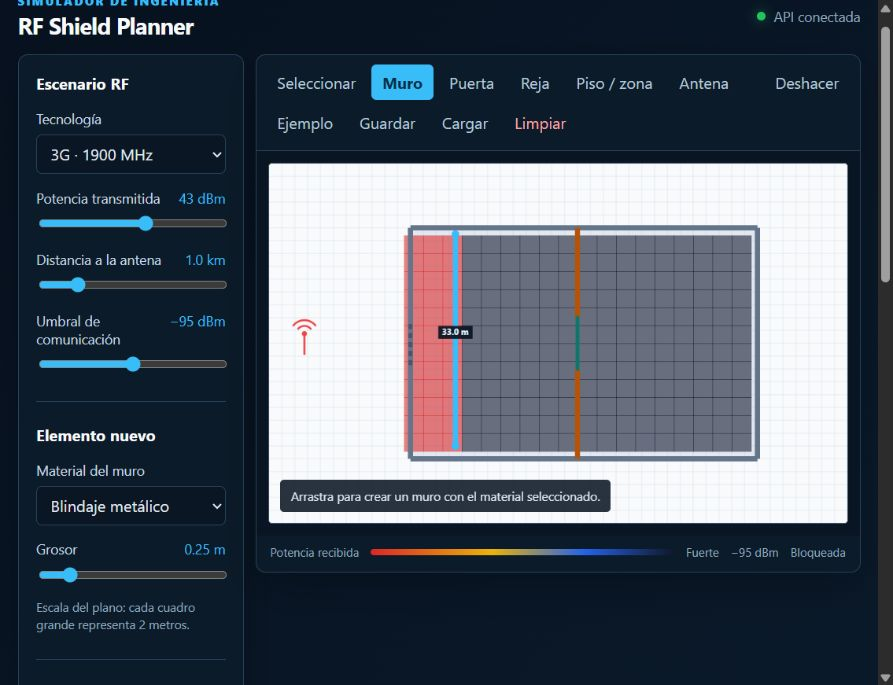 SIMULADOR DE INGENIERÍA
RF Shield Planner
API conectada
Escenario RF
Tecnología
3G · 1900 MHz
Potencia transmitida 43 dBm
Distancia a la antena 1.0 km
Umbral de comunicación −95 dBm
Elemento nuevo
Material del muro
Blindaje metálico
Grosor 0.25 m
Escala del plano: cada cuadro
grande representa 2 metros.
Seleccionar Muro Puerta Reja Piso / zona Antena Deshacer
Ejemplo Guardar Cargar Limpiar
33.0 m
Arrastra para crear un muro con el material seleccionado.
Potencia recibida Fuerte −95 dBm Bloqueada